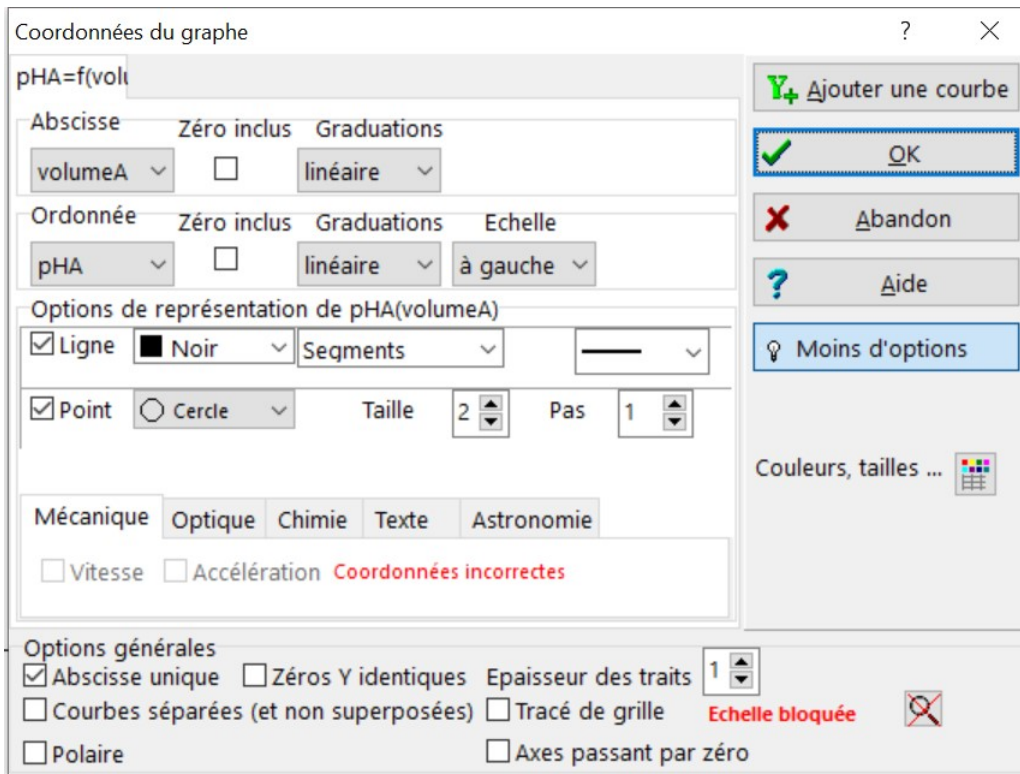 Coordonnées du graphe ?
pHA=f(volu
Ajouter une courbe
Abscisse Zéro inclus Graduations
volumeA linéaire
OK
Ordonnée Zéro inclus Graduations Echelle
pHA linéaire à gauche
Abandon
Aide
Options de représentation de pHA(volumeA)
Ligne Noir Segments
Moins d'options
Point Cercle Taille 2 Pas 1
Couleurs, tailles ...
Mécanique Optique Chimie Texte Astronomie
Vitesse Accélération Coordonnées incorrectes
Options générales
Abscisse unique Zéros Y identiques Epaisseur des traits 1
Courbes séparées (et non superposées) Tracé de grille Echelle bloquée
Polaire Axes passant par zéro